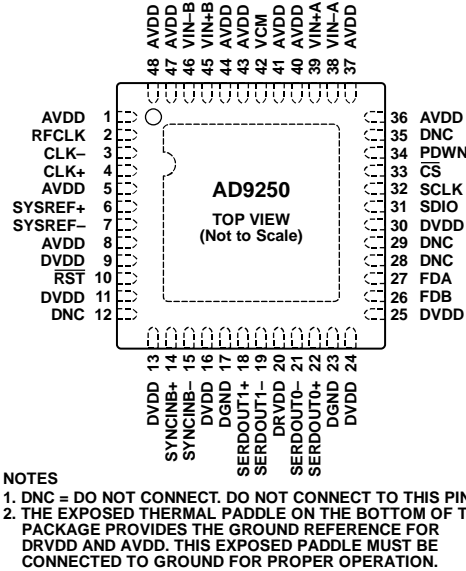 48 AVDD
47 AVDD
46 VIN–B
45 VIN+B
44 AVDD
43 AVDD
42 VCM
41 AVDD
40 AVDD
39 VIN+A
38 VIN–A
37 AVDD
AVDD 1
RFCLK 2
CLK– 3
CLK+ 4
AVDD 5
SYSREF+ 6
SYSREF– 7
AVDD 8
DVDD 9
RST 10
DVDD 11
DNC 12
AD9250
TOP VIEW
(Not to Scale)
36 AVDD
35 DNC
34 PDWN
33 CS
32 SCLK
31 SDIO
30 DVDD
29 DNC
28 DNC
27 FDA
26 FDB
25 DVDD
DVDD 13
SYNCINB+ 14
SYNCINB– 15
DVDD 16
DGND 17
SERDOUT1+ 18
SERDOUT1– 19
DRVDD 20
SERDOUT0– 21
SERDOUT0+ 22
DGND 23
DVDD 24
NOTES
1. DNC = DO NOT CONNECT. DO NOT CONNECT TO THIS PIN
2. THE EXPOSED THERMAL PADDLE ON THE BOTTOM OF T
PACKAGE PROVIDES THE GROUND REFERENCE FOR
DRVDD AND AVDD. THIS EXPOSED PADDLE MUST BE
CONNECTED TO GROUND FOR PROPER OPERATION.